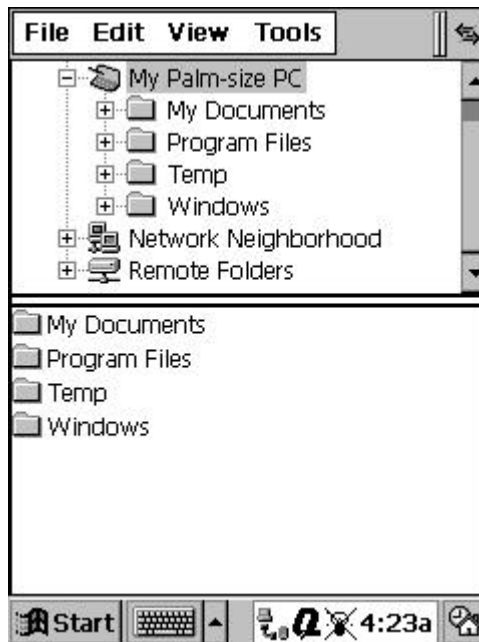 File Edit View Tools
My Palm-size PC
My Documents
Program Files
Temp
Windows
Network Neighborhood
Remote Folders
My Documents
Program Files
Temp
Windows
Start 4:23a